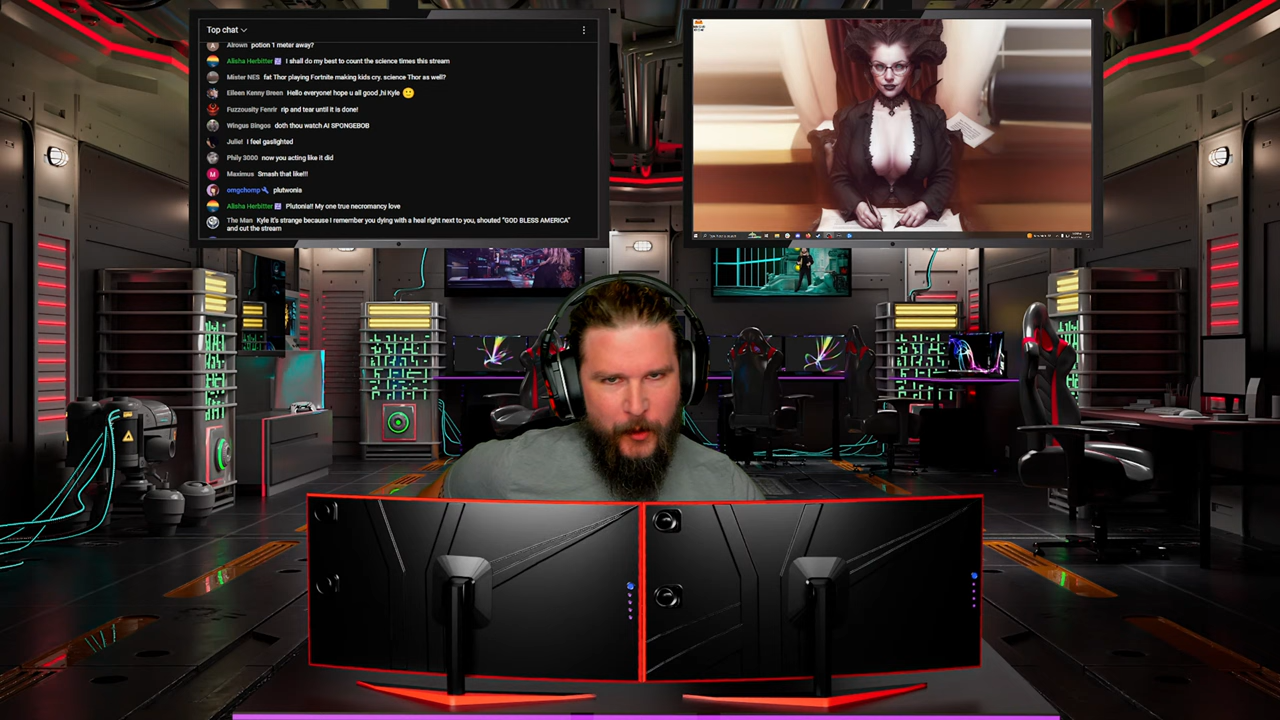 Top chat
Alrown potion 1 meter away?
Alisha Herbitter I shall do my best to count the science times this stream
Mister NES fat Thor playing Fortnite making kids cry. science Thor as well?
Eileen Kenny Breen Hello everyone! hope u all good ,hi Kyle
Fuzzousity Fenrir rip and tear until it is done!
Wingus Bingos doth thou watch AI SPONGEBOB
Julie! I feel gaslighted
Phily 3000 now you acting like it did
M Maximus Smash that like!!!
omgchomp plutwonia
Alisha Herbitter Plutonia!! My one true necromancy love
The Man Kyle it's strange because I remember you dying with a heal right next to you, shouted "GOD BLESS AMERICA"
and cut the stream